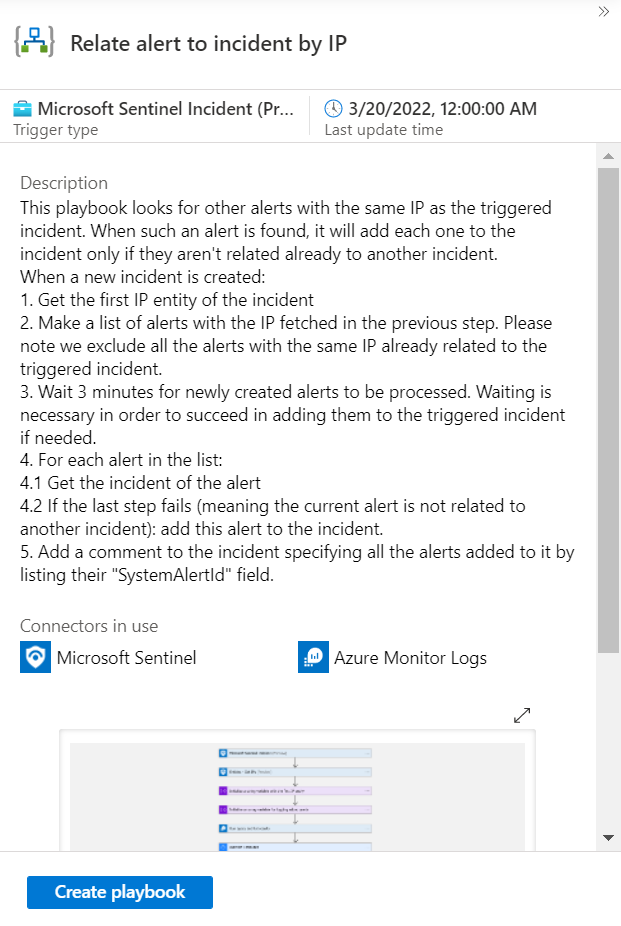 Relate alert to incident by IP
Microsoft Sentinel Incident (Pr...
Trigger type
3/20/2022, 12:00:00 AM
Last update time
Description
This playbook looks for other alerts with the same IP as the triggered
incident. When such an alert is found, it will add each one to the
incident only if they aren't related already to another incident.
When a new incident is created:
1. Get the first IP entity of the incident
2. Make a list of alerts with the IP fetched in the previous step. Please
note we exclude all the alerts with the same IP already related to the
triggered incident.
3. Wait 3 minutes for newly created alerts to be processed. Waiting is
necessary in order to succeed in adding them to the triggered incident
if needed.
4. For each alert in the list:
4.1 Get the incident of the alert
4.2 If the last step fails (meaning the current alert is not related to
another incident): add this alert to the incident.
5. Add a comment to the incident specifying all the alerts added to it by
listing their "SystemAlertId" field.
Connectors in use
Microsoft Sentinel
Azure Monitor Logs
Create playbook